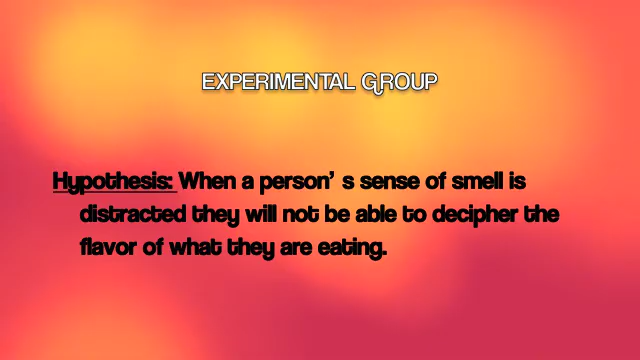 EXPERIMENTAL GROUP
Hypothesis: When a person’ s sense of smell is
distracted they will not be able to decipher the
flavor of what they are eating.